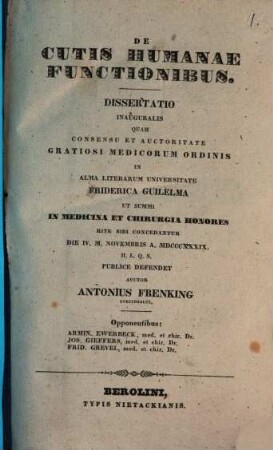 1.
DE
CUTIS HUMANAE
FUNCTIONIBUS.
DISSERTATIO
INAUGURALIS
QUAM
CONSENSU ET AUCTORITATE
GRATIOSI MEDICORUM ORDINIS
IN
ALMA LITERARUM UNIVERSITATE
FRIDERICA GUILELMA
UT SUMMI
IN MEDICINA ET CHIRURGIA HONORES
RITE SIBI CONCEDANTUR
DIE IV. M. NOVEMBRIS A. MDCCCXXXIX.
H. L. Q. S.
PUBLICE DEFENDET
AUCTOR
ANTONIUS FRENKING
Opponentibus:
ARMIN. EWERBECK, med. et chir. Dr.
JOS. GIEFFERS, med. et chir. Dr.
FRID. GREVEL, med. et chir. Dr.
BEROLINI,
TYPIS NIETACKIANIS.